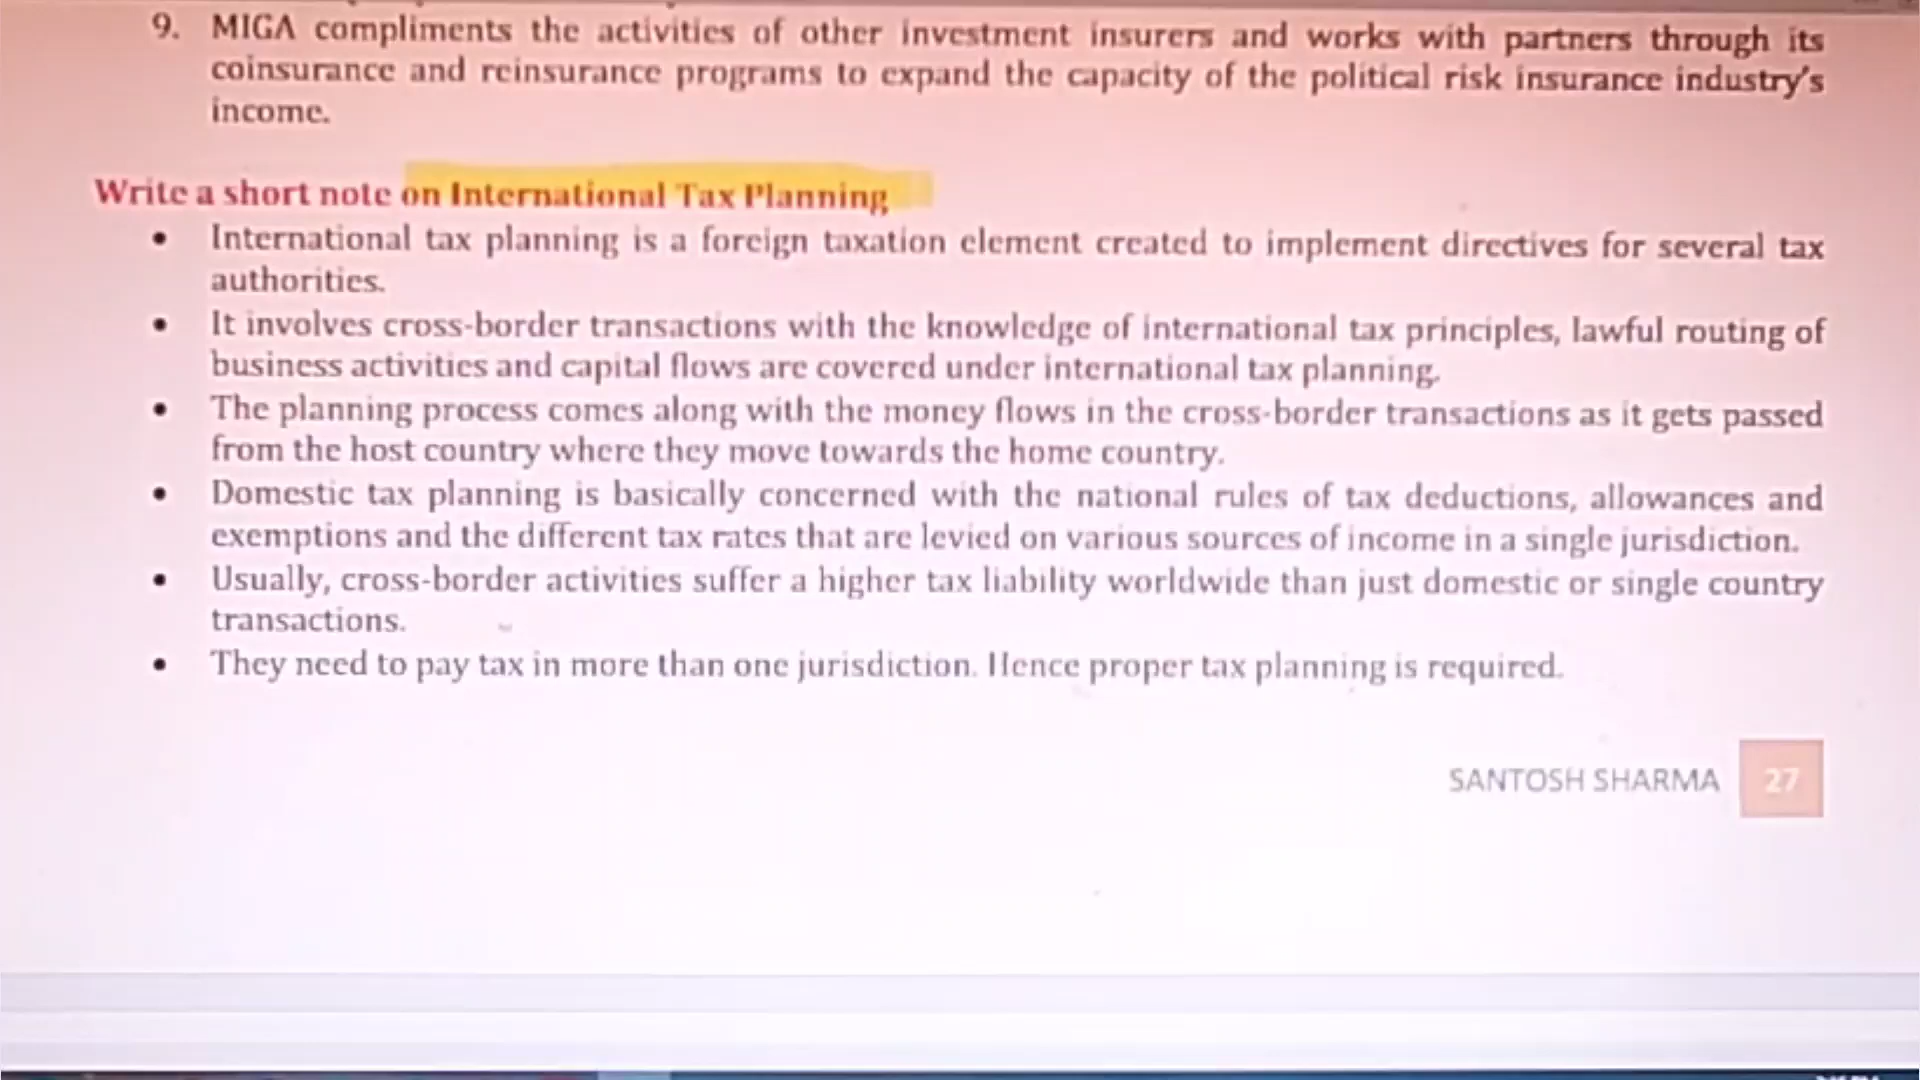 9. MIGA compliments the activities of other investment insurers and works with partners through its
coinsurance and reinsurance programs to expand the capacity of the political risk insurance industry's
income.
Write a short note on International Tax Planning
• International tax planning is a foreign taxation element created to implement directives for several tax
authorities.
• It involves cross-border transactions with the knowledge of international tax principles, lawful routing of
business activities and capital flows are covered under international tax planning.
• The planning process comes along with the money flows in the cross-border transactions as it gets passed
from the host country where they move towards the home country.
• Domestic tax planning is basically concerned with the national rules of tax deductions, allowances and
exemptions and the different tax rates that are levied on various sources of income in a single jurisdiction.
• Usually, cross-border activities suffer a higher tax liability worldwide than just domestic or single country
transactions.
• They need to pay tax in more than one jurisdiction. Hence proper tax planning is required.
SANTOSH SHARMA 27